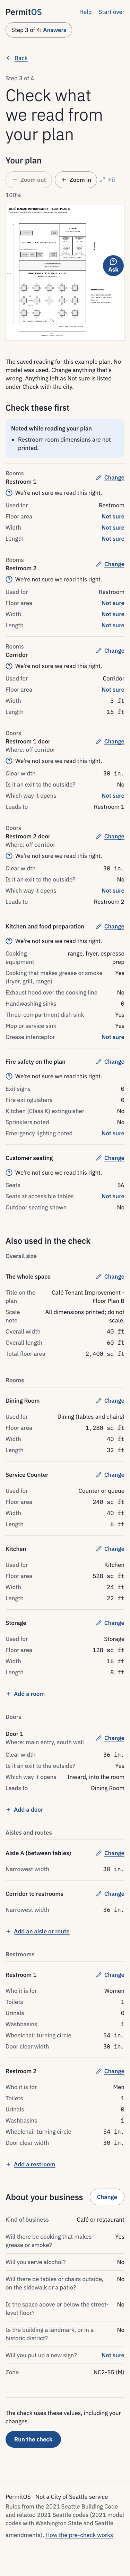 PermitOS
Help Start over
Step 3 of 4: Answers
Back
Step 3 of 4
Check what
we read from
your plan
Your plan
Zoom out Zoom in Fit
100%
Ask
The saved reading for this example plan. No
model was used. Change anything that's
wrong. Anything left as Not sure is listed
under Check with the city.
Check these first
Noted while reading your plan
• Restroom room dimensions are not
printed.
Rooms
Restroom 1 Change
We're not sure we read this right.
Used for Restroom
Floor area Not sure
Width Not sure
Length Not sure
Rooms
Restroom 2 Change
We're not sure we read this right.
Used for Restroom
Floor area Not sure
Width Not sure
Length Not sure
Rooms
Corridor Change
We're not sure we read this right.
Used for Corridor
Floor area Not sure
Width 3 ft
Length 16 ft
Doors
Restroom 1 door Change
Where: off corridor
We're not sure we read this right.
Clear width 30 in.
Is it an exit to the outside? No
Which way it opens Not sure
Leads to Restroom 1
Doors
Restroom 2 door Change
Where: off corridor
We're not sure we read this right.
Clear width 30 in.
Is it an exit to the outside? No
Which way it opens Not sure
Leads to Restroom 2
Kitchen and food preparation Change
We're not sure we read this right.
Cooking range, fryer, espresso
equipment prep
Cooking that makes grease or smoke Yes
(fryer, grill, range)
Exhaust hood over the cooking line No
Handwashing sinks 0
Three-compartment dish sink Yes
Mop or service sink Yes
Grease interceptor Not sure
Fire safety on the plan Change
We're not sure we read this right.
Exit signs 0
Fire extinguishers 0
Kitchen (Class K) extinguisher No
Sprinklers noted No
Emergency lighting noted Not sure
Customer seating Change
We're not sure we read this right.
Seats 56
Seats at accessible tables Not sure
Outdoor seating shown No
Also used in the check
Overall size
The whole space Change
Title on the Café Tenant Improvement -
plan Floor Plan B
Scale All dimensions printed; do not
note scale.
Overall width 40 ft
Overall length 60 ft
Total floor area 2,400 sq ft
Rooms
Dining Room Change
Used for Dining (tables and chairs)
Floor area 1,280 sq ft
Width 40 ft
Length 32 ft
Service Counter Change
Used for Counter or queue
Floor area 240 sq ft
Width 40 ft
Length 6 ft
Kitchen Change
Used for Kitchen
Floor area 528 sq ft
Width 24 ft
Length 22 ft
Storage Change
Used for Storage
Floor area 128 sq ft
Width 16 ft
Length 8 ft
Add a room
Doors
Door 1 Change
Where: main entry, south wall
Clear width 36 in.
Is it an exit to the outside? Yes
Which way it opens Inward, into the room
Leads to Dining Room
Add a door
Aisles and routes
Aisle A (between tables) Change
Narrowest width 30 in.
Corridor to restrooms Change
Narrowest width 36 in.
Add an aisle or route
Restrooms
Restroom 1 Change
Who it is for Women
Toilets 1
Urinals 0
Washbasins 1
Wheelchair turning circle 54 in.
Door clear width 30 in.
Restroom 2 Change
Who it is for Men
Toilets 1
Urinals 0
Washbasins 1
Wheelchair turning circle 54 in.
Door clear width 30 in.
Add a restroom
About your business Change
Kind of business Café or restaurant
Will there be cooking that makes Yes
grease or smoke?
Will you serve alcohol? No
Will there be tables or chairs outside, No
on the sidewalk or a patio?
Is the space above or below the street- No
level floor?
Is the building a landmark, or in a No
historic district?
Will you put up a new sign? Not sure
Zone NC2-55 (M)
The check uses these values, including your
changes.
Run the check
PermitOS · Not a City of Seattle service
Rules from the 2021 Seattle Building Code
and related 2021 Seattle codes (2021 model
codes with Washington State and Seattle
amendments). How the pre-check works